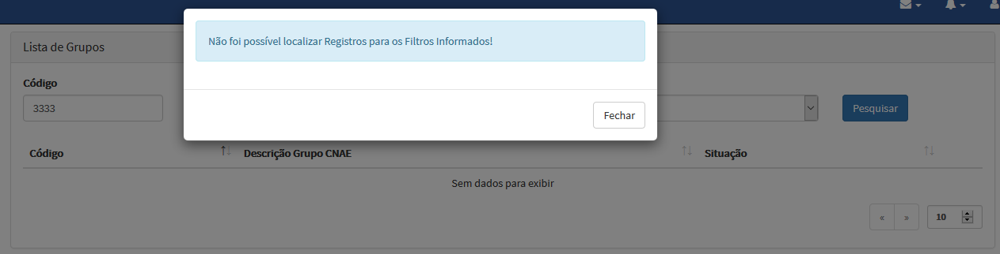 Não foi possível localizar Registros para os Filtros Informados!
Fechar
Lista de Grupos
Código
3333
Pesquisar
Código Descrição Grupo CNAE Situação
Sem dados para exibir
« » 10